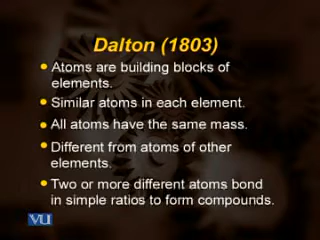 Dalton (1803)
Atoms are building blocks of
elements.
Similar atoms in each element.
All atoms have the same mass.
Different from atoms of other
elements.
Two or more different atoms bond
in simple ratios to form compounds.
VU